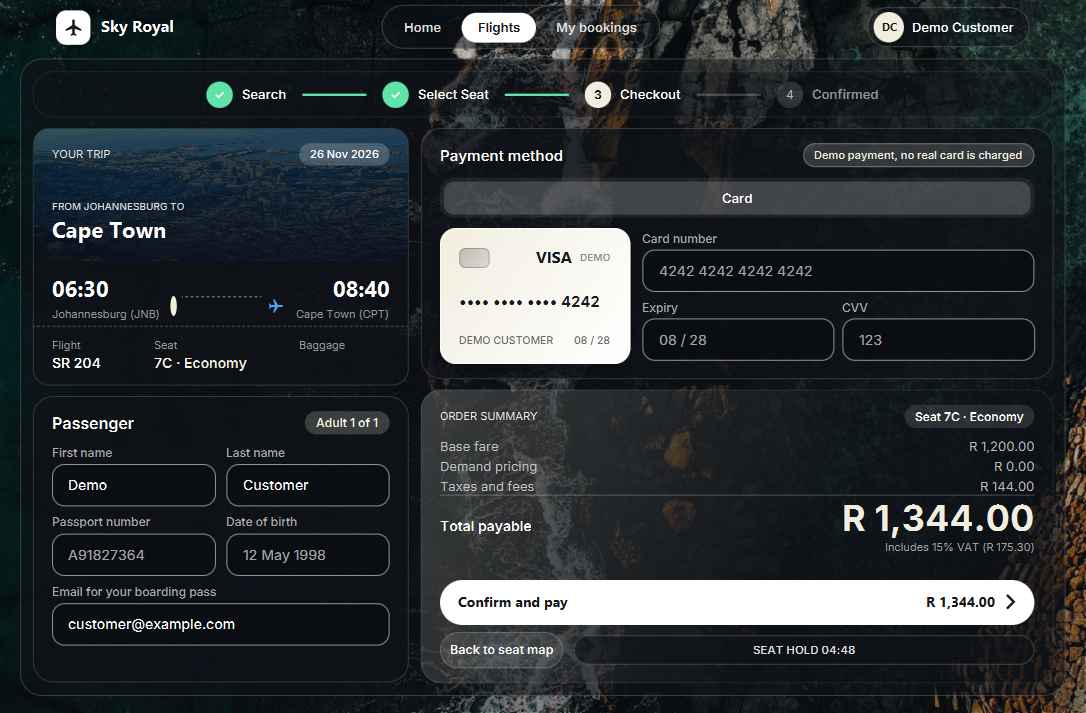 Sky Royal
Home
Flights
My bookings
DC
Demo Customer
Search
Select Seat
3
Checkout
4
Confirmed
YOUR TRIP
26 Nov 2026
FROM JOHANNESBURG TO
Cape Town
06:30
08:40
Johannesburg (JNB)
Cape Town (CPT)
Flight
Seat
Baggage
SR 204
7C · Economy
Passenger
Adult 1 of 1
First name
Last name
Demo
Customer
Passport number
Date of birth
A91827364
12 May 1998
Email for your boarding pass
customer@example.com
Payment method
Demo payment, no real card is charged
Card
VISA DEMO
•••• •••• •••• 4242
DEMO CUSTOMER
08 / 28
Card number
4242 4242 4242 4242
Expiry
CVV
08 / 28
123
ORDER SUMMARY
Seat 7C · Economy
Base fare
R 1,200.00
Demand pricing
R 0.00
Taxes and fees
R 144.00
Total payable
R 1,344.00
Includes 15% VAT (R 175.30)
Confirm and pay
R 1,344.00
Back to seat map
SEAT HOLD 04:48